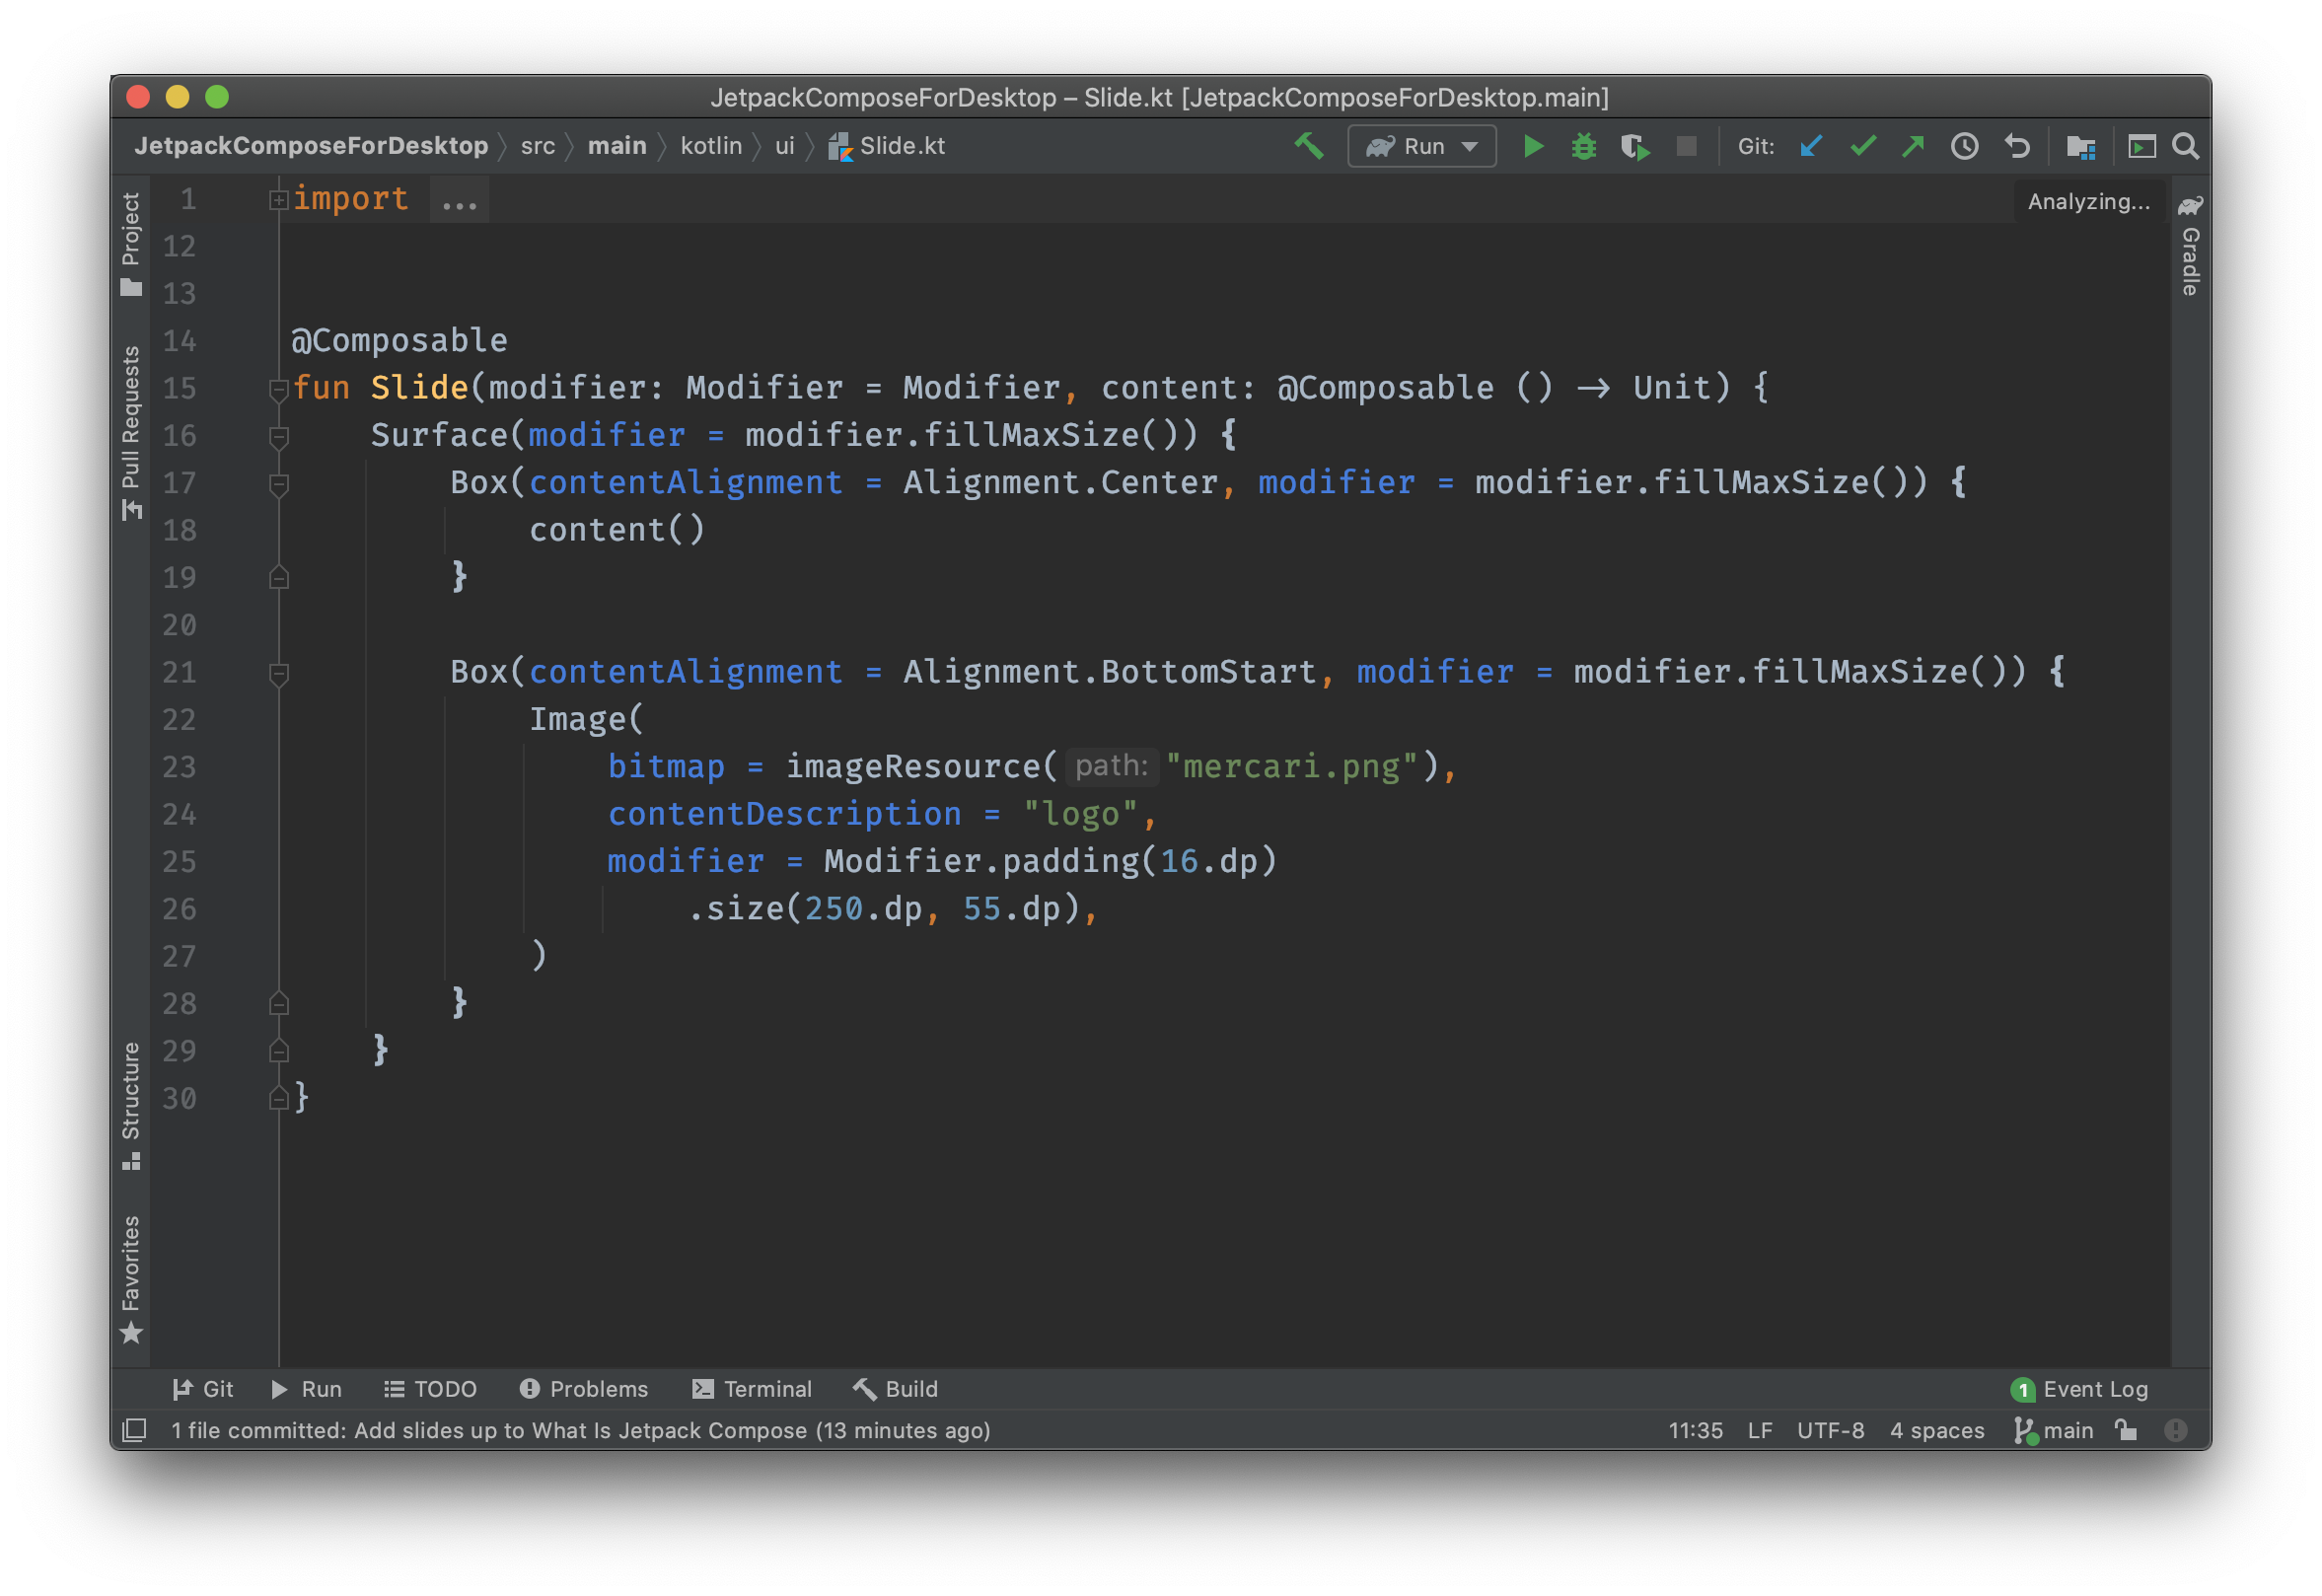 JetpackComposeForDesktop – Slide.kt [JetpackComposeForDesktop.main]
JetpackComposeForDesktop src main kotlin ui Slide.kt Run Git:
Project
Pull Requests
Structure
Favorites
1 import ...
12
13
14 @Composable
15 fun Slide(modifier: Modifier = Modifier, content: @Composable () → Unit) {
16     Surface(modifier = modifier.fillMaxSize()) {
17         Box(contentAlignment = Alignment.Center, modifier = modifier.fillMaxSize()) {
18             content()
19         }
20
21         Box(contentAlignment = Alignment.BottomStart, modifier = modifier.fillMaxSize()) {
22             Image(
23                 bitmap = imageResource( path: "mercari.png"),
24                 contentDescription = "logo",
25                 modifier = Modifier.padding(16.dp)
26                     .size(250.dp, 55.dp),
27             )
28         }
29     }
30 }
Analyzing...
Gradle
Git Run TODO Problems Terminal Build 1 Event Log
1 file committed: Add slides up to What Is Jetpack Compose (13 minutes ago) 11:35 LF UTF-8 4 spaces main